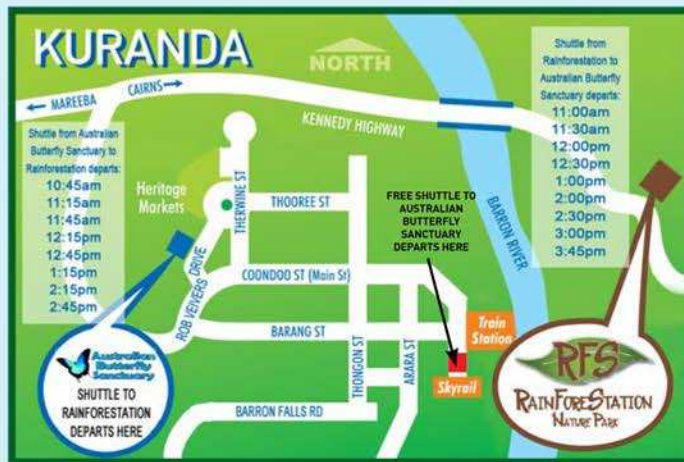 KURANDA
NORTH
← MAREEBA
CAIRNS →
KENNEDY HIGHWAY
Shuttle from Australian
Butterfly Sanctuary to
Rainforestation departs:
10:45am
11:15am
11:45am
12:15pm
12:45pm
1:15pm
2:15pm
2:45pm
Heritage
Markets
THERWINE ST
THOOREE ST
FREE SHUTTLE TO
AUSTRALIAN
BUTTERFLY
SANCTUARY
DEPARTS HERE
BARRON RIVER
Shuttle from
Rainforestation to
Australian Butterfly
Sanctuary departs:
11:00am
11:30am
12:00pm
12:30pm
1:00pm
2:00pm
2:30pm
3:00pm
3:45pm
ROB VEIVERS DRIVE
COONDOO ST (Main St)
BARANG ST
THONGON ST
ARARA ST
Train
Station
Skyrail
BARRON FALLS RD
Australian
Butterfly
Sanctuary
SHUTTLE TO
RAINFORESTATION
DEPARTS HERE
RFS
RAINFORESTATION
NATURE PARK